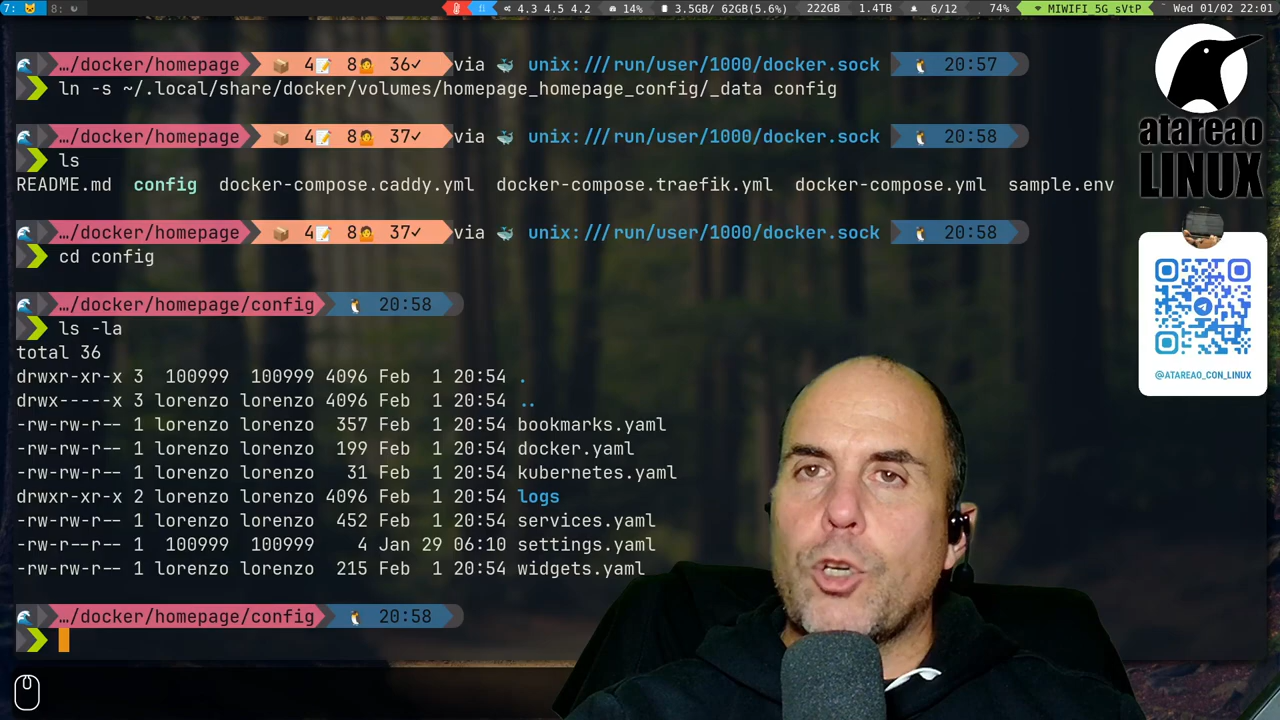 7: 8: 4.3 4.5 4.2 14% 3.5GB/ 62GB(5.6%) 222GB 1.4TB 6/12 74% MIWIFI_5G_sVtP Wed 01/02 22:01
…/docker/homepage 4 8 36✓ via unix:///run/user/1000/docker.sock 20:57
ln -s ~/.local/share/docker/volumes/homepage_homepage_config/_data config
…/docker/homepage 4 8 37✓ via unix:///run/user/1000/docker.sock 20:58
ls
README.md config docker-compose.caddy.yml docker-compose.traefik.yml docker-compose.yml sample.env
…/docker/homepage 4 8 37✓ via unix:///run/user/1000/docker.sock 20:58
cd config
…/docker/homepage/config 20:58
ls -la
total 36
drwxr-xr-x 3 100999 100999 4096 Feb 1 20:54 .
drwx-----x 3 lorenzo lorenzo 4096 Feb 1 20:54 ..
-rw-rw-r-- 1 lorenzo lorenzo 357 Feb 1 20:54 bookmarks.yaml
-rw-rw-r-- 1 lorenzo lorenzo 199 Feb 1 20:54 docker.yaml
-rw-rw-r-- 1 lorenzo lorenzo 31 Feb 1 20:54 kubernetes.yaml
drwxr-xr-x 2 lorenzo lorenzo 4096 Feb 1 20:54 logs
-rw-rw-r-- 1 lorenzo lorenzo 452 Feb 1 20:54 services.yaml
-rw-r--r-- 1 100999 100999 4 Jan 29 06:10 settings.yaml
-rw-rw-r-- 1 lorenzo lorenzo 215 Feb 1 20:54 widgets.yaml
…/docker/homepage/config 20:58
atareao
LINUX
@ATAREAO_CON_LINUX